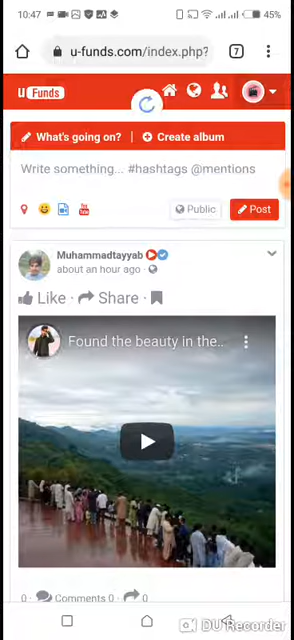 10:47
45%
u-funds.com/index.php?
7
u Funds
What's going on?
Create album
Write something... #hashtags @mentions
You
Tube
Public
Post
Muhammadtayyab
about an hour ago ·
Like · Share ·
Found the beauty in the..
0 · Comments 0 · 0
DU Recorder